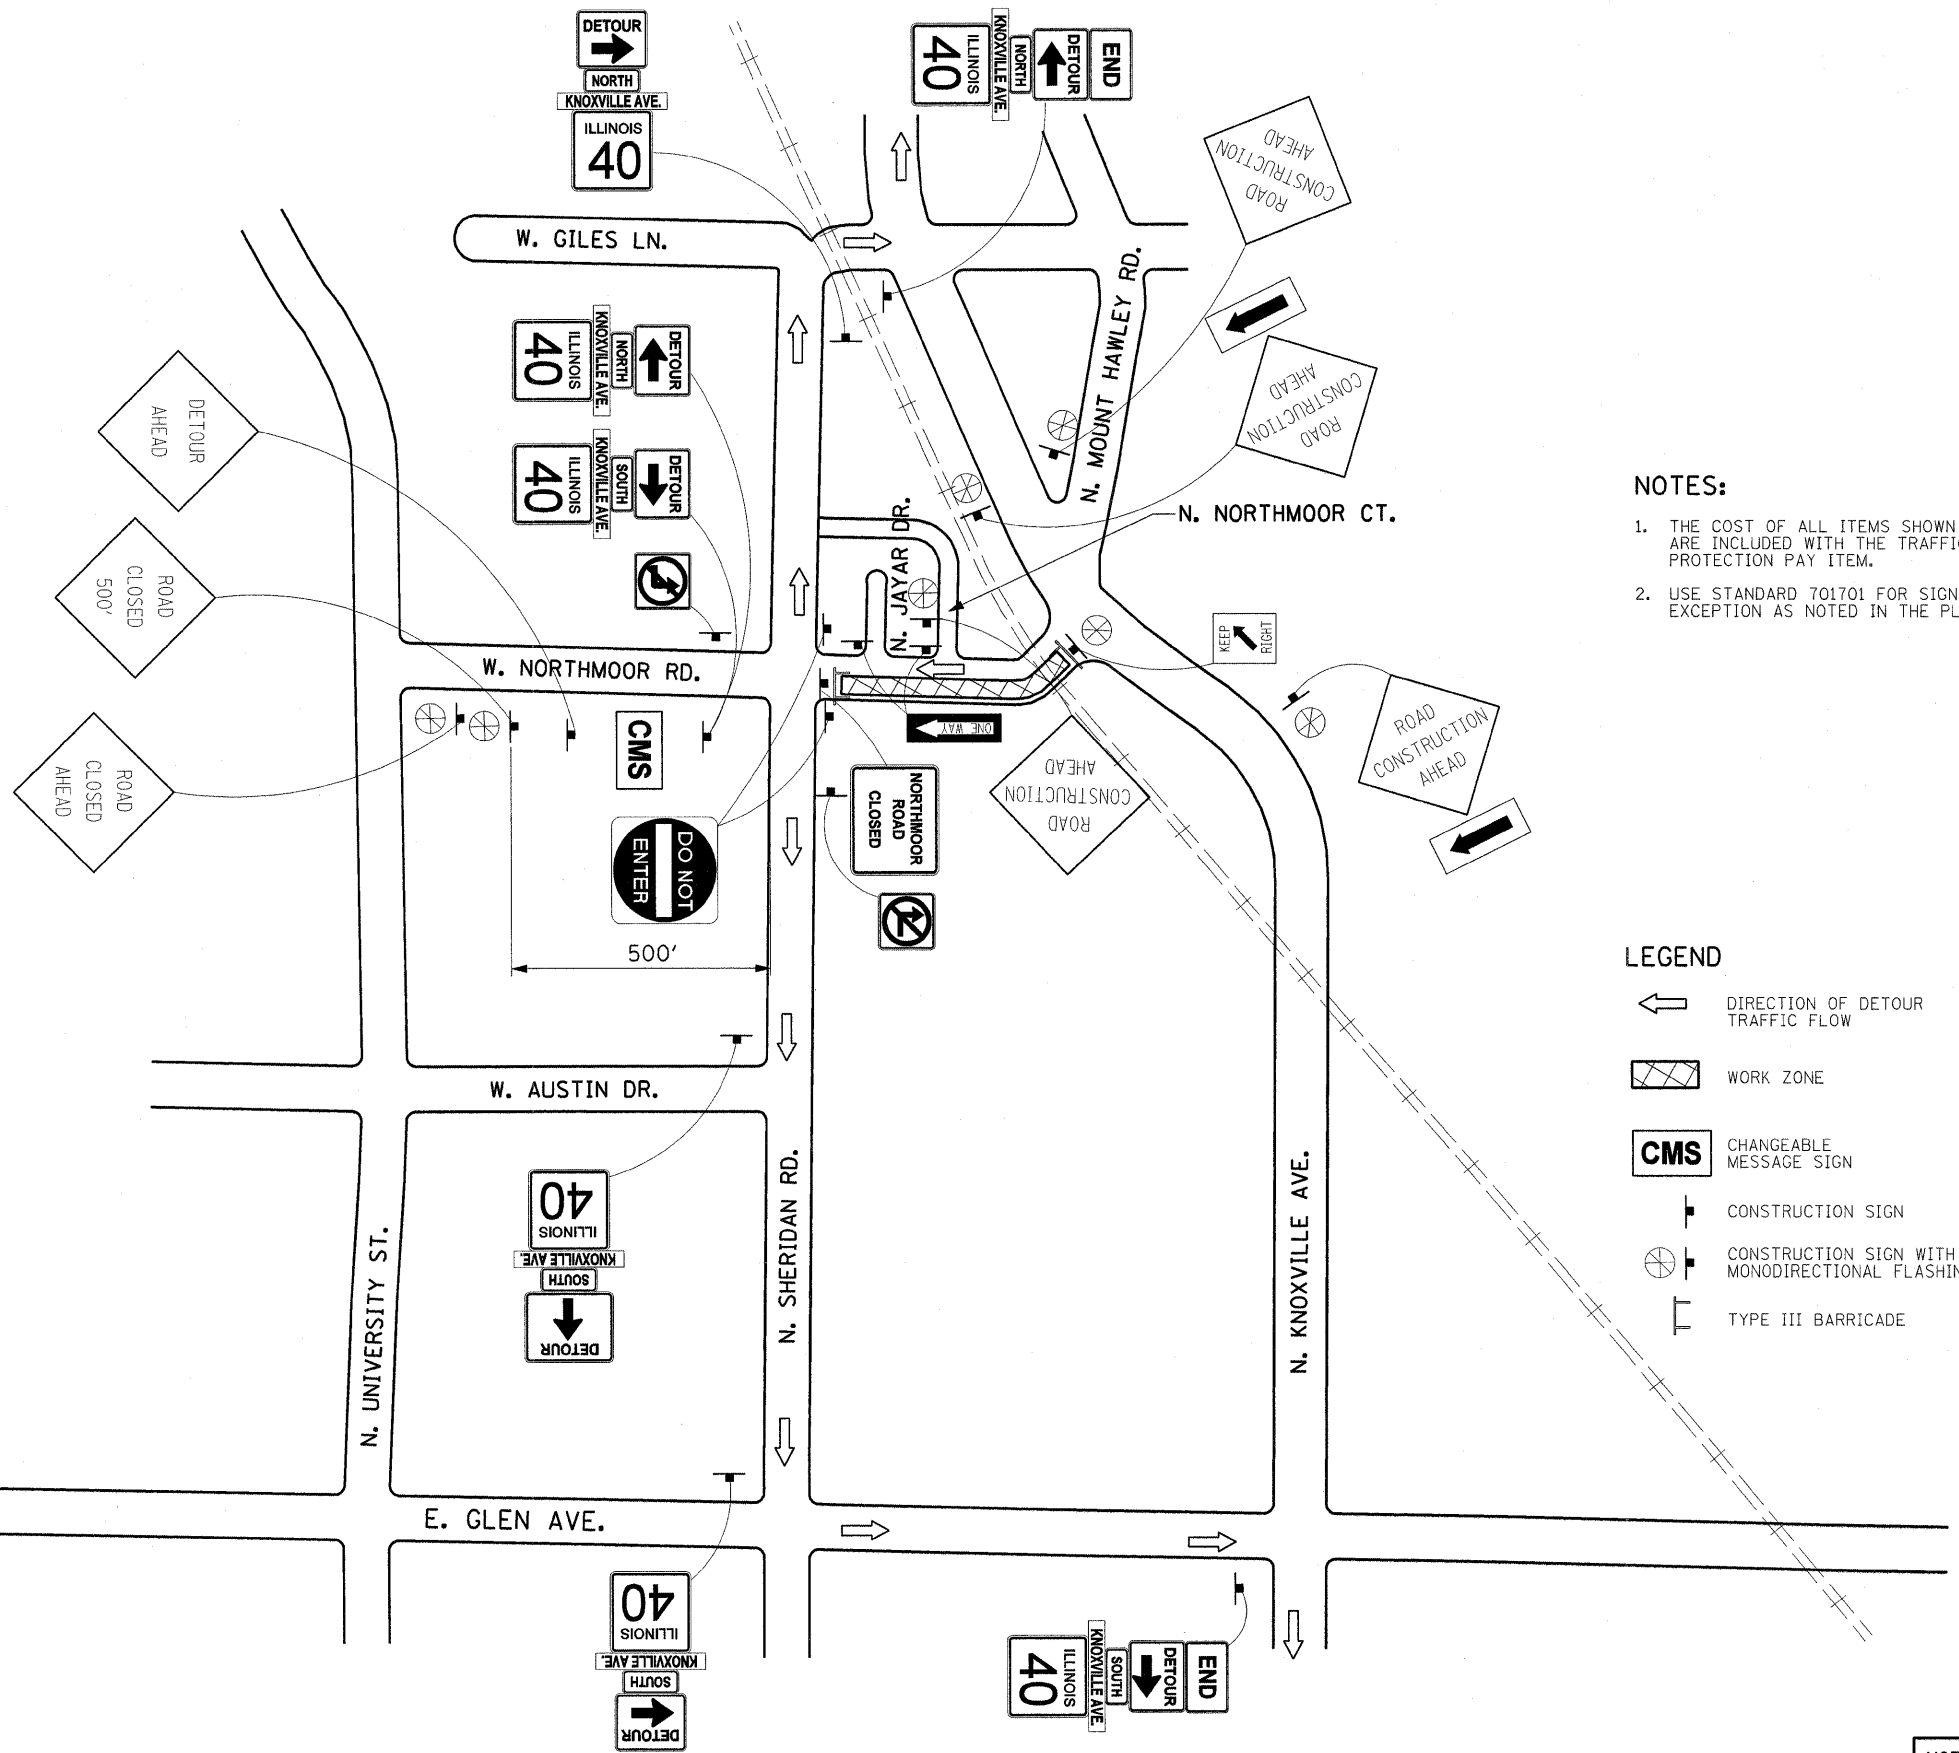 DETOUR
NORTH
KNOXVILLE AVE.
ILLINOIS
40
END
DETOUR
NORTH
KNOXVILLE AVE.
ILLINOIS
40
ROAD
CONSTRUCTION
AHEAD
W. GILES LN.
N. MOUNT HAWLEY RD.
DETOUR
NORTH
KNOXVILLE AVE.
ILLINOIS
40
ROAD
CONSTRUCTION
AHEAD
DETOUR
AHEAD
DETOUR
SOUTH
KNOXVILLE AVE.
ILLINOIS
40
N. JAYAR DR.
N. NORTHMOOR CT.
NOTES:
1. THE COST OF ALL ITEMS SHOWN
ARE INCLUDED WITH THE TRAFFI
PROTECTION PAY ITEM.
2. USE STANDARD 701701 FOR SIGN
EXCEPTION AS NOTED IN THE PL
ROAD
CLOSED
500'
W. NORTHMOOR RD.
KEEP
RIGHT
ROAD
CLOSED
AHEAD
CMS
ONE WAY
ROAD
CONSTRUCTION
AHEAD
ROAD
CONSTRUCTION
AHEAD
DO NOT
ENTER
NORTHMOOR
ROAD
CLOSED
500'
LEGEND
DIRECTION OF DETOUR
TRAFFIC FLOW
WORK ZONE
CMS
CHANGEABLE
MESSAGE SIGN
CONSTRUCTION SIGN
CONSTRUCTION SIGN WITH
MONODIRECTIONAL FLASHIN
TYPE III BARRICADE
W. AUSTIN DR.
DETOUR
SOUTH
KNOXVILLE AVE.
ILLINOIS
40
N. UNIVERSITY ST.
N. SHERIDAN RD.
N. KNOXVILLE AVE.
E. GLEN AVE.
DETOUR
SOUTH
KNOXVILLE AVE.
ILLINOIS
40
END
DETOUR
SOUTH
KNOXVILLE AVE.
ILLINOIS
40